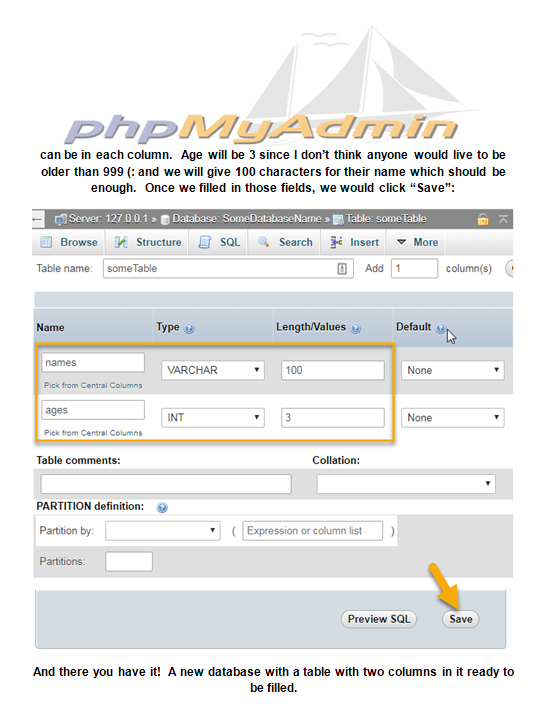 phpMyAdmin
can be in each column. Age will be 3 since I don't think anyone would live to be
older than 999 (: and we will give 100 characters for their name which should be
enough. Once we filled in those fields, we would click “Save”:
Server: 127.0.0.1 » Database: SomeDatabaseName » Table: someTable
Browse Structure SQL Search Insert More
Table name: someTable Add 1 column(s)
Name Type Length/Values Default
names VARCHAR 100 None
Pick from Central Columns
ages INT 3 None
Pick from Central Columns
Table comments: Collation:
PARTITION definition:
Partition by: ( Expression or column list )
Partitions:
Preview SQL Save
And there you have it! A new database with a table with two columns in it ready to
be filled.